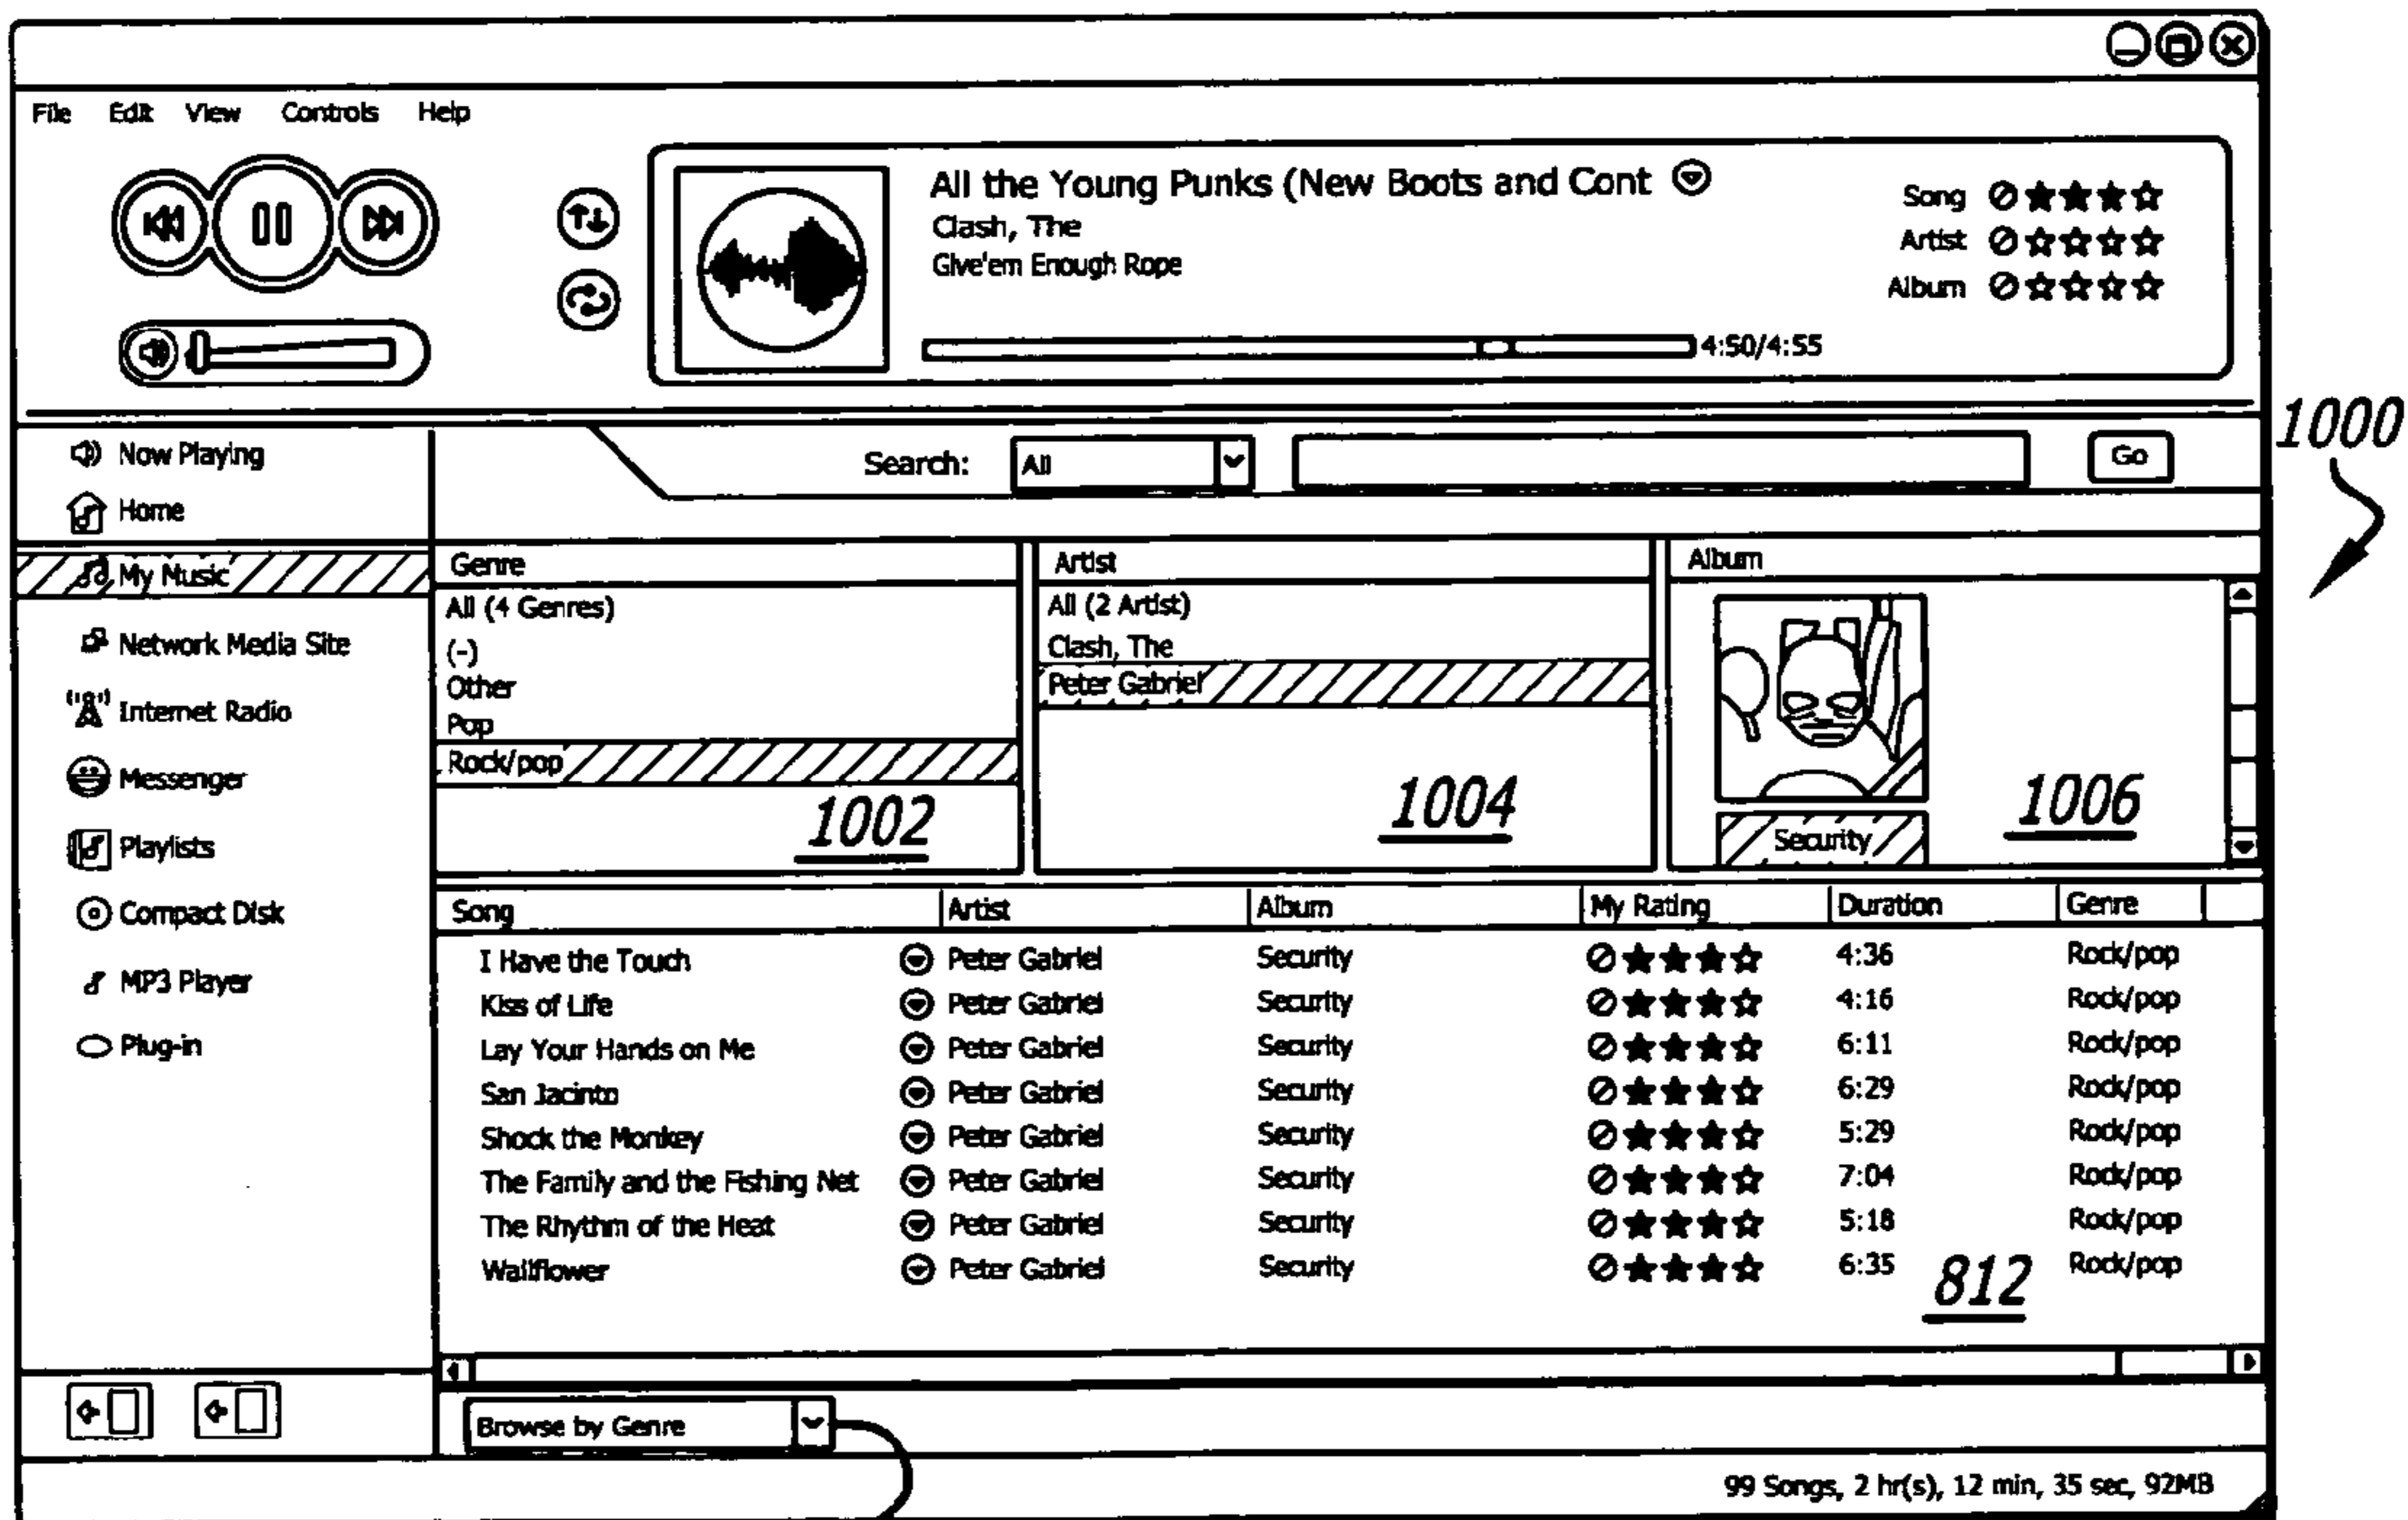 File Edit View Controls Help
All the Young Punks (New Boots and Cont
Clash, The
Give'em Enough Rope
Song
Artist
Album
4:50/4:55
1000
Now Playing
Home
My Music
Network Media Site
Internet Radio
Messenger
Playlists
Compact Disk
MP3 Player
Plug-in
Search: All Go
Genre
All (4 Genres)
(-)
Other
Pop
Rock/pop
1002
Artist
All (2 Artist)
Clash, The
Peter Gabriel
1004
Album
Security
1006
Song Artist Album My Rating Duration Genre
I Have the Touch Peter Gabriel Security 4:36 Rock/pop
Kiss of Life Peter Gabriel Security 4:16 Rock/pop
Lay Your Hands on Me Peter Gabriel Security 6:11 Rock/pop
San Jacinto Peter Gabriel Security 6:29 Rock/pop
Shock the Monkey Peter Gabriel Security 5:29 Rock/pop
The Family and the Fishing Net Peter Gabriel Security 7:04 Rock/pop
The Rhythm of the Heat Peter Gabriel Security 5:18 Rock/pop
Wallflower Peter Gabriel Security 6:35 Rock/pop
812
Browse by Genre
99 Songs, 2 hr(s), 12 min, 35 sec, 92MB